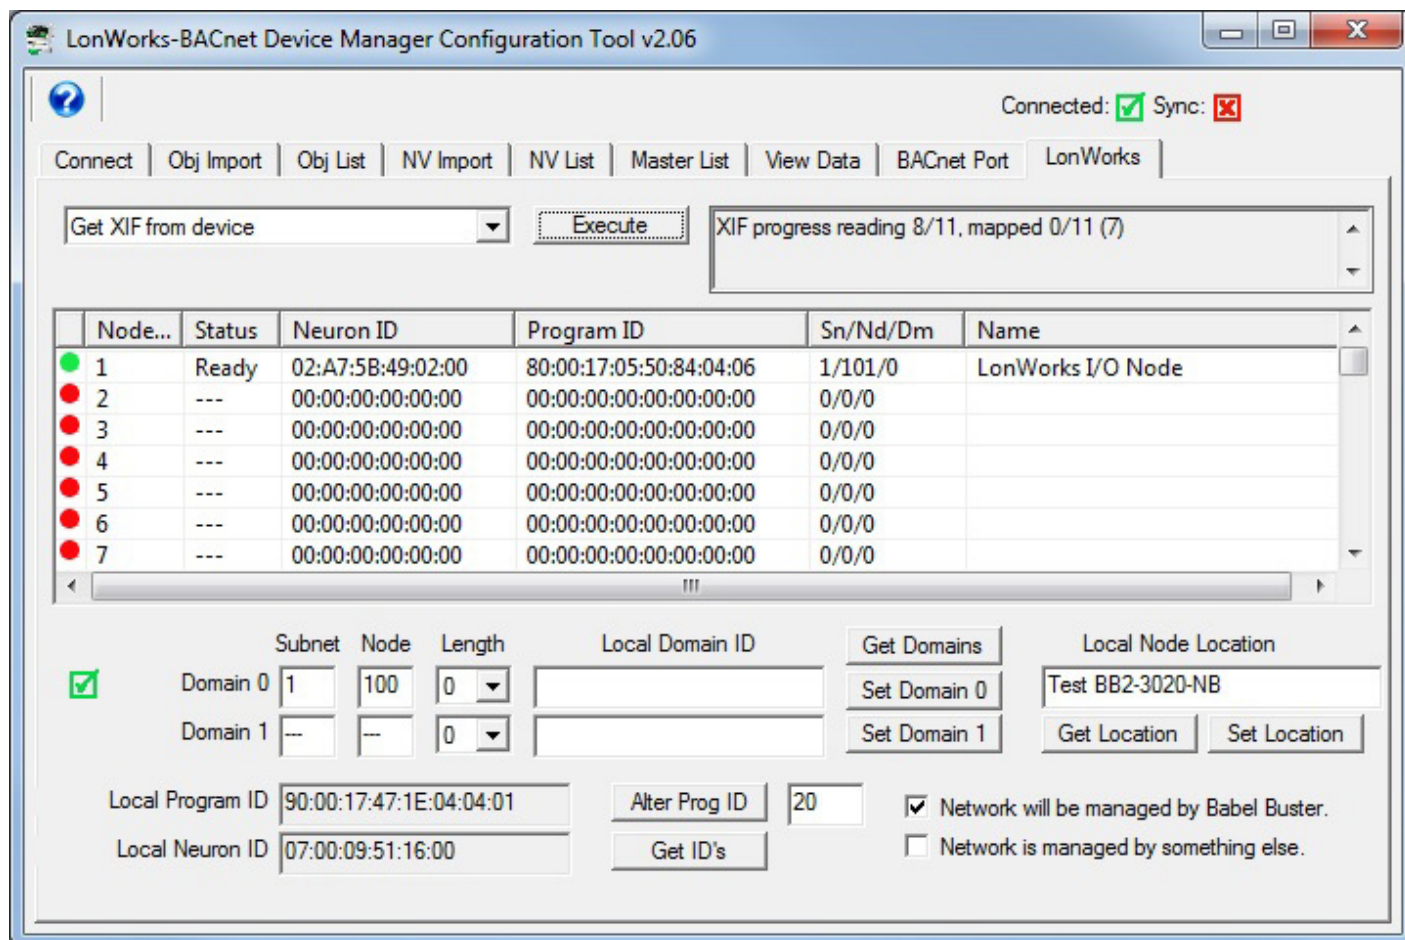 LonWorks-BACnet Device Manager Configuration Tool v2.06
Connected: Sync:
Connect Obj Import Obj List NV Import NV List Master List View Data BACnet Port LonWorks
Get XIF from device Execute XIF progress reading 8/11, mapped 0/11 (7)
Node... Status Neuron ID Program ID Sn/Nd/Dm Name
1 Ready 02:A7:5B:49:02:00 80:00:17:05:50:84:04:06 1/101/0 LonWorks I/O Node
2 --- 00:00:00:00:00:00 00:00:00:00:00:00:00:00 0/0/0
3 --- 00:00:00:00:00:00 00:00:00:00:00:00:00:00 0/0/0
4 --- 00:00:00:00:00:00 00:00:00:00:00:00:00:00 0/0/0
5 --- 00:00:00:00:00:00 00:00:00:00:00:00:00:00 0/0/0
6 --- 00:00:00:00:00:00 00:00:00:00:00:00:00:00 0/0/0
7 --- 00:00:00:00:00:00 00:00:00:00:00:00:00:00 0/0/0
Subnet Node Length Local Domain ID Get Domains Local Node Location
Domain 0 1 100 0 Set Domain 0 Test BB2-3020-NB
Domain 1 --- --- 0 Set Domain 1 Get Location Set Location
Local Program ID 90:00:17:47:1E:04:04:01 Alter Prog ID 20 Network will be managed by Babel Buster.
Local Neuron ID 07:00:09:51:16:00 Get ID's Network is managed by something else.